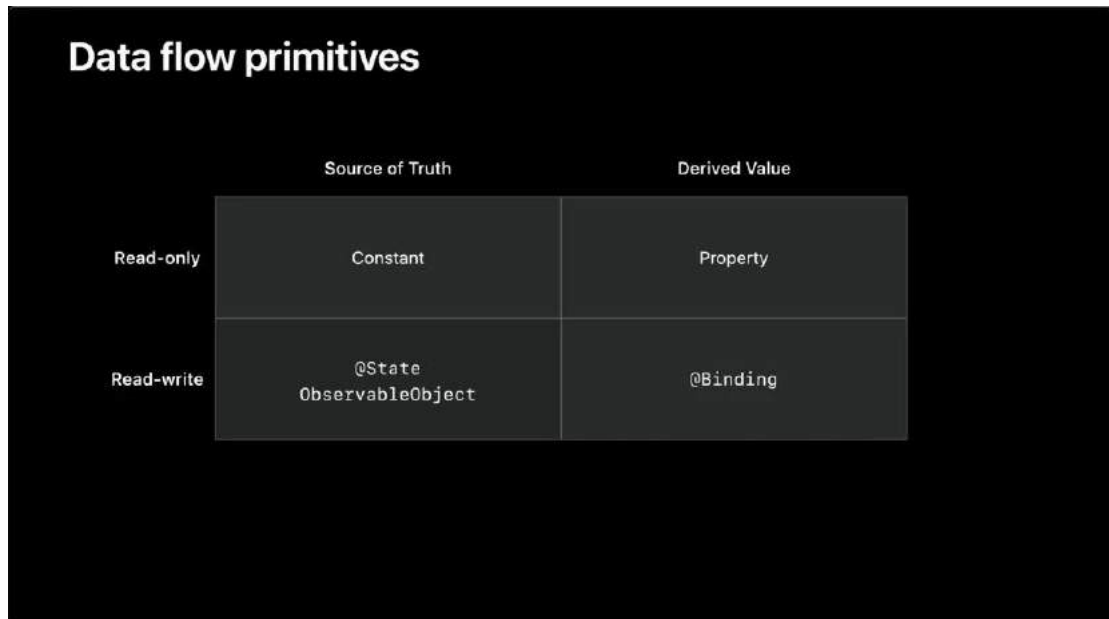 Data flow primitives
Source of Truth Derived Value
Read-only Constant Property
Read-write @State @Binding
ObservableObject